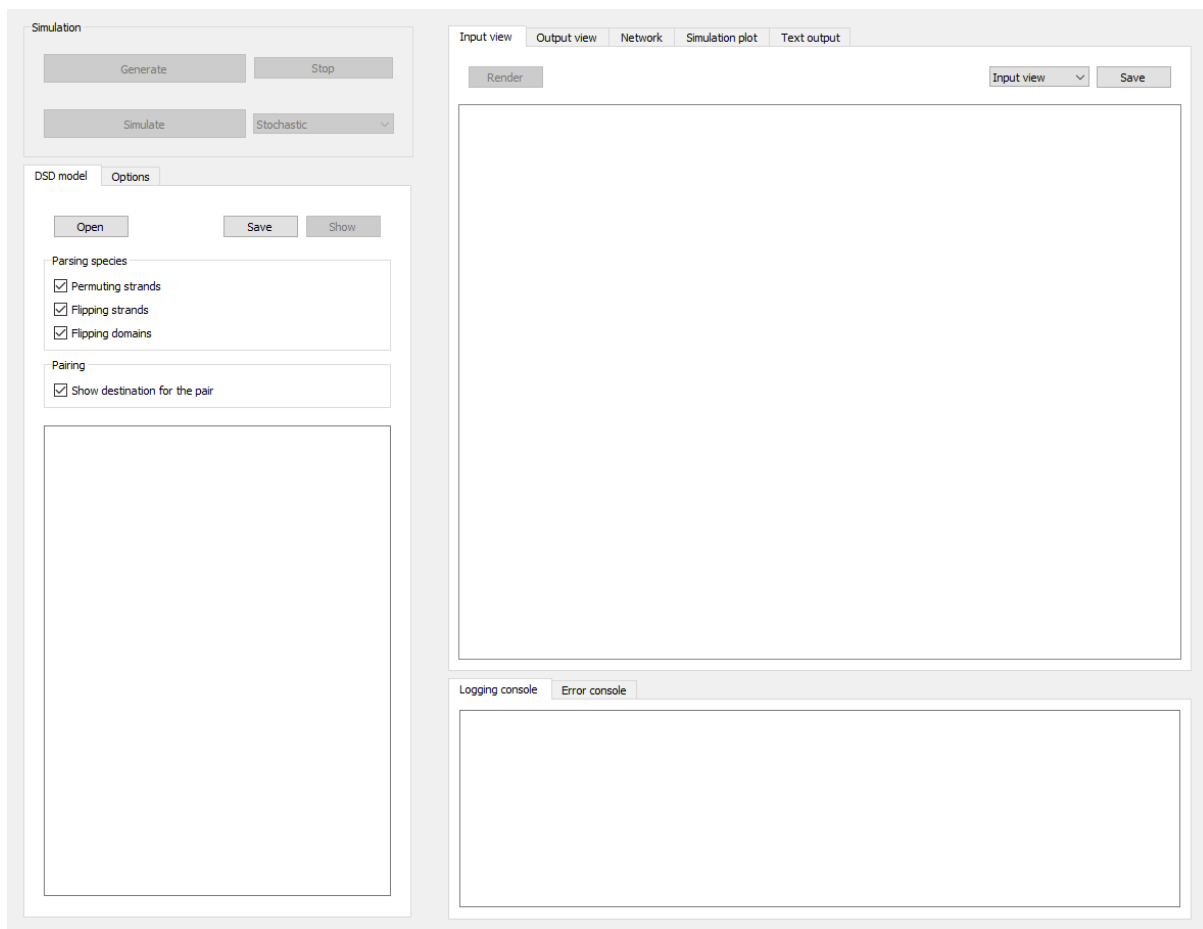 Simulation
Generate
Stop
Simulate
Stochastic
DSD model
Options
Open
Save
Show
Parsing species
Permuting strands
Flipping strands
Flipping domains
Pairing
Show destination for the pair
Input view
Output view
Network
Simulation plot
Text output
Render
Input view
Save
Logging console
Error console